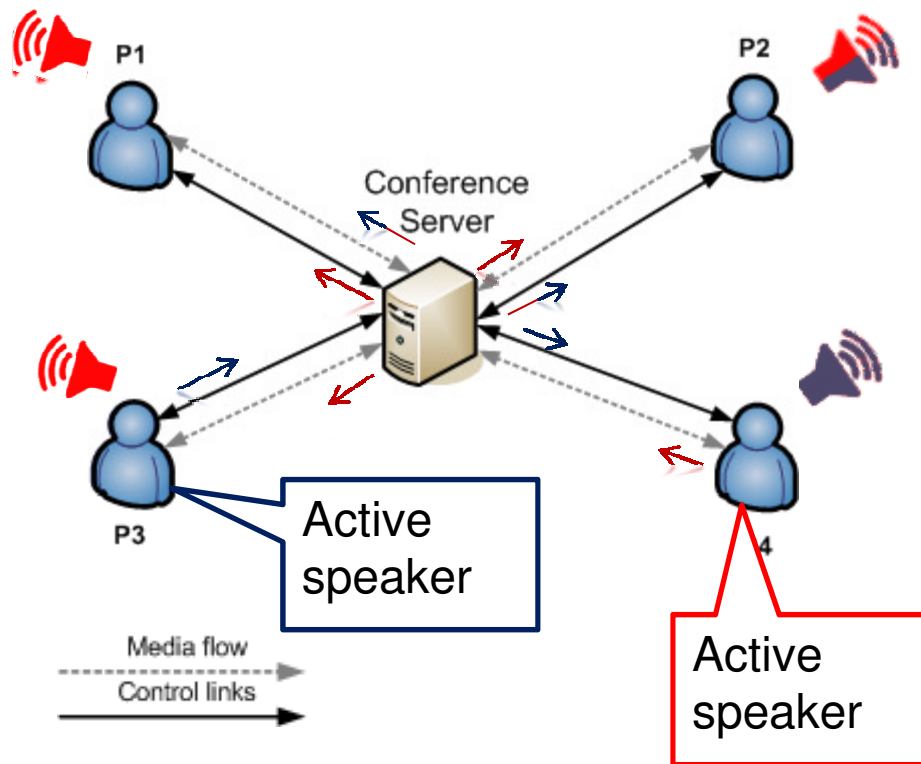 P1
P2
Conference
Server
P3
4
Active
speaker
Active
speaker
Media flow
Control links